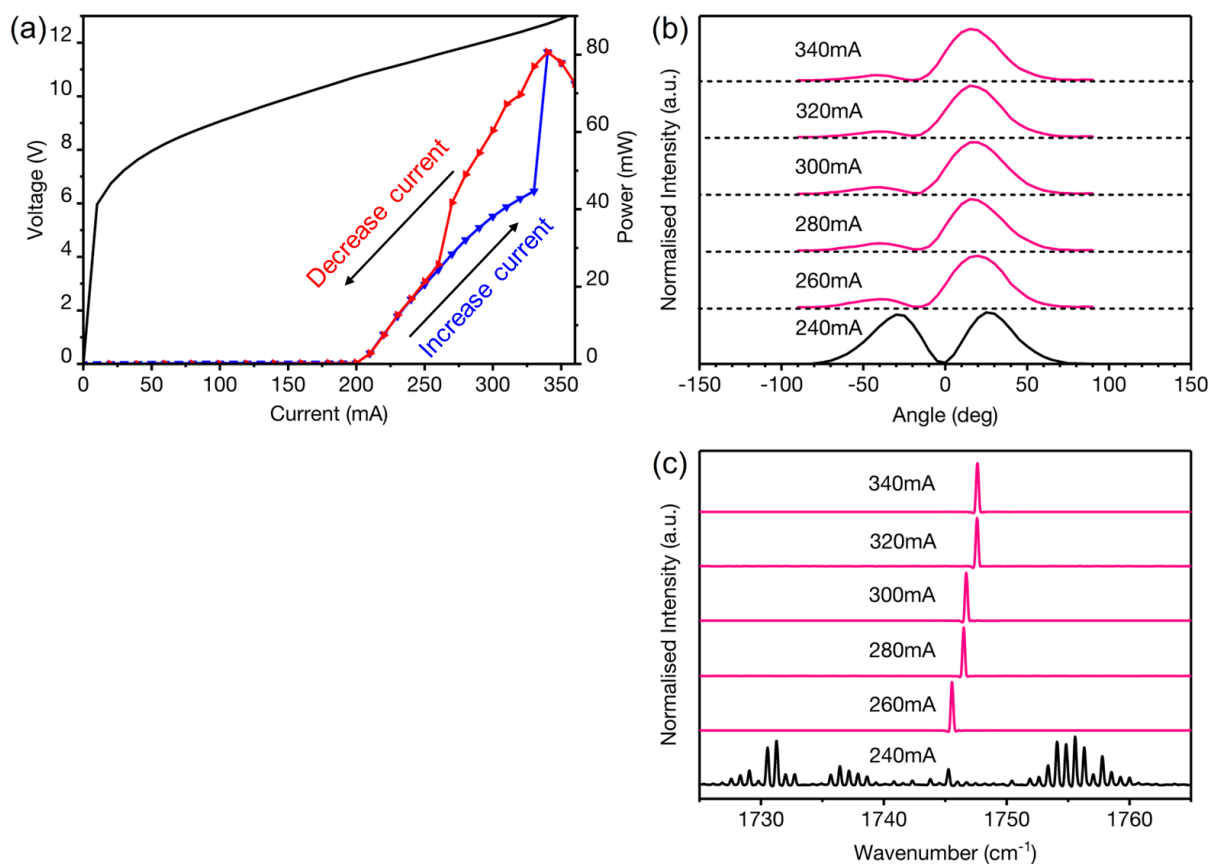 (a)
12
10
8
6
4
2
0
Voltage (V)
80
60
40
20
0
Power (mW)
Decrease current
Increase current
0
50
100
150
200
250
300
350
Current (mA)
(b)
Normalised Intensity (a.u.)
340mA
320mA
300mA
280mA
260mA
240mA
-150
-100
-50
0
50
100
150
Angle (deg)
(c)
Normalised Intensity (a.u.)
340mA
320mA
300mA
280mA
260mA
240mA
1730
1740
1750
1760
Wavenumber (cm⁻¹)